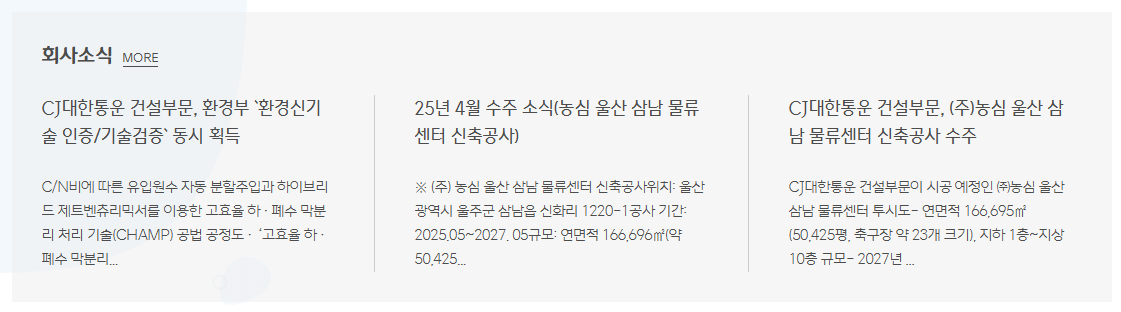 회사소식 MORE
CJ대한통운 건설부문, 환경부 `환경신기
술 인증/기술검증` 동시 획득
C/N비에 따른 유입원수 자동 분할주입과 하이브리
드 제트벤츄리믹서를 이용한 고효율 하 · 폐수 막분
리 처리 기술(CHAMP) 공법 공정도 · ‘고효율 하 ·
폐수 막분리...
25년 4월 수주 소식(농심 울산 삼남 물류
센터 신축공사)
※ (주) 농심 울산 삼남 물류센터 신축공사위치: 울산
광역시 울주군 삼남읍 신화리 1220-1공사 기간:
2025.05~2027. 05규모: 연면적 166,696㎡(약
50,425...
CJ대한통운 건설부문, (주)농심 울산 삼
남 물류센터 신축공사 수주
CJ대한통운 건설부문이 시공 예정인 ㈜농심 울산
삼남 물류센터 투시도- 연면적 166,695㎡
(50,425평, 축구장 약 23개 크기), 지하 1층~지상
10층 규모- 2027년 ...